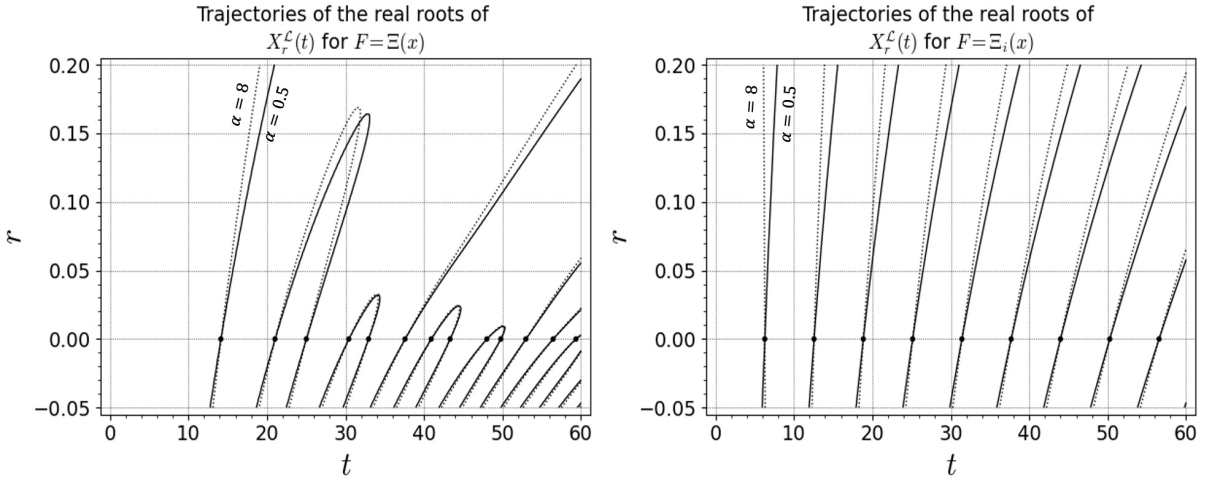 Trajectories of the real roots of
X_r^ℒ(t) for F=Ξ(x)
0.20
0.15
0.10
0.05
0.00
−0.05
r
α = 8
α = 0.5
0 10 20 30 40 50 60
t
Trajectories of the real roots of
X_r^ℒ(t) for F=Ξ_i(x)
0.20
0.15
0.10
0.05
0.00
−0.05
r
α = 8
α = 0.5
0 10 20 30 40 50 60
t